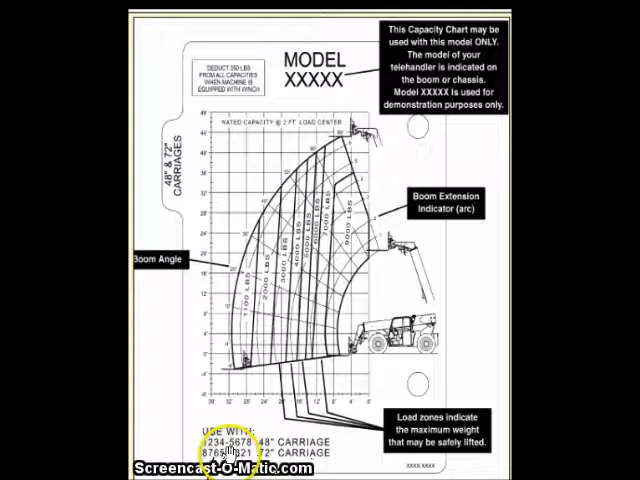 This Capacity Chart may be
used with this model ONLY.
The model of your
telehandler is indicated on
the boom or chassis.
Model XXXXX is used for
demonstration purposes only.
MODEL
XXXXX
DEDUCT 350 LBS
FROM ALL CAPACITIES
WHEN MACHINE IS
EQUIPPED WITH WINCH
RATED CAPACITY @ 2 FT. LOAD CENTER
48" & 72"
CARRIAGES
Boom Extension
Indicator (arc)
Boom Angle
1100 LBS
2000 LBS
3000 LBS
4000 LBS
5000 LBS
6000 LBS
7000 LBS
9000 LBS
Load zones indicate
the maximum weight
that may be safely lifted.
USE WITH:
1234-5678 48" CARRIAGE
72" CARRIAGE
XXXX-XXXX
Screencast-O-Matic.com